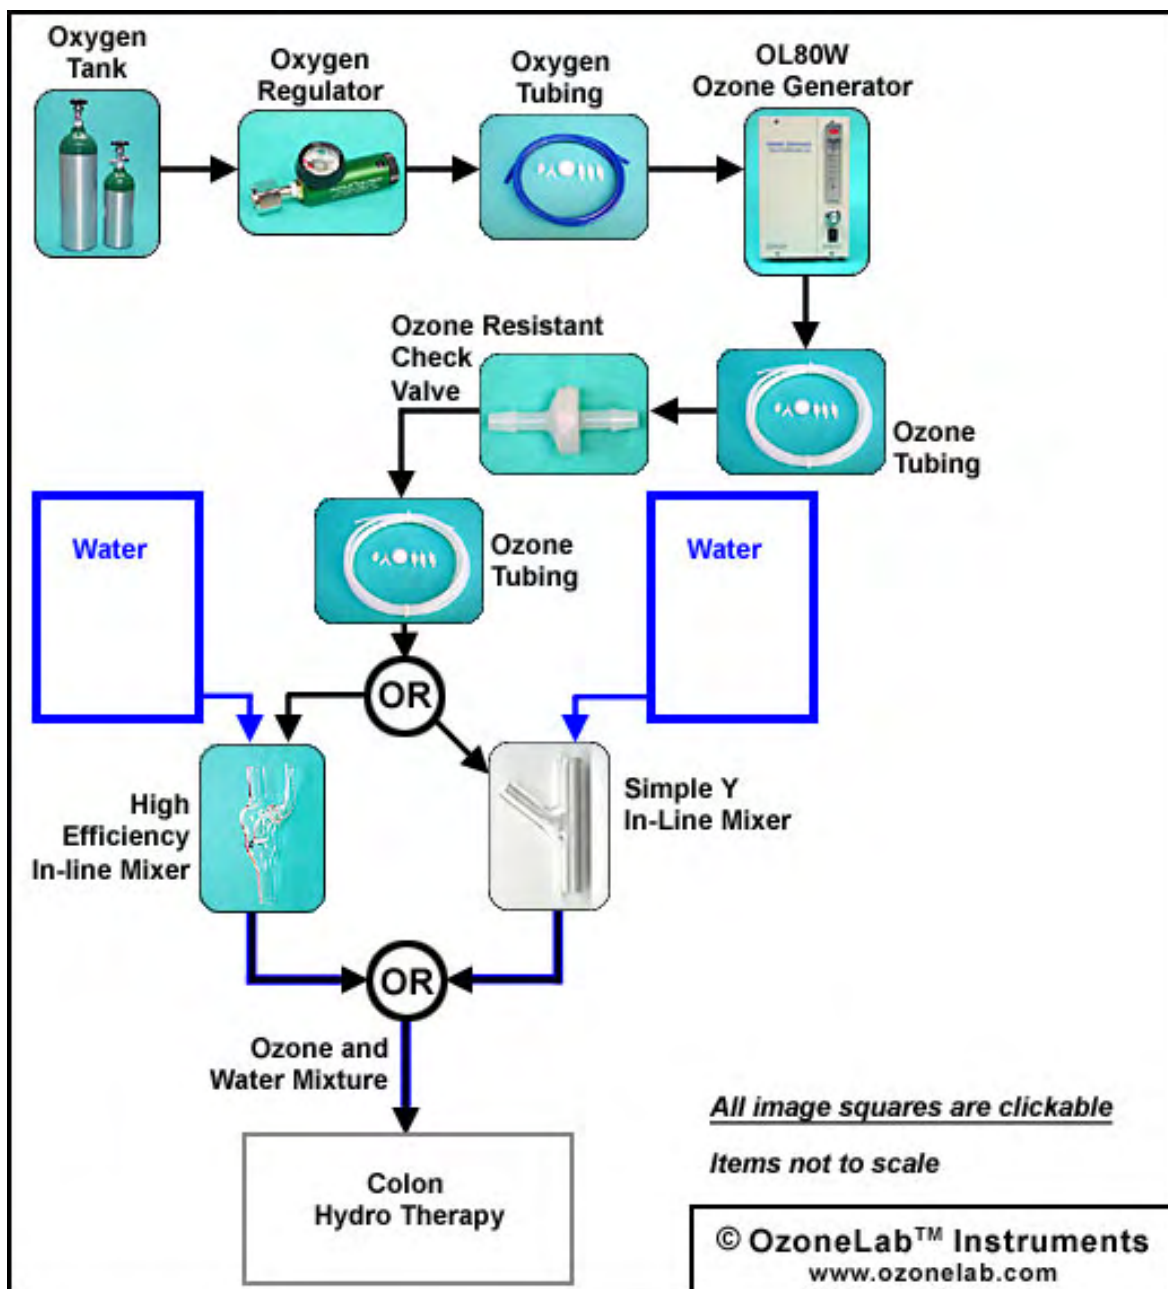 Oxygen
Tank
Oxygen
Regulator
Oxygen
Tubing
OL80W
Ozone Generator
Ozone Resistant
Check
Valve
Ozone
Tubing
Water
Ozone
Tubing
Water
OR
High
Efficiency
In-line Mixer
Simple Y
In-Line Mixer
OR
Ozone and
Water Mixture
Colon
Hydro Therapy
All image squares are clickable
Items not to scale
© OzoneLab™ Instruments
www.ozonelab.com